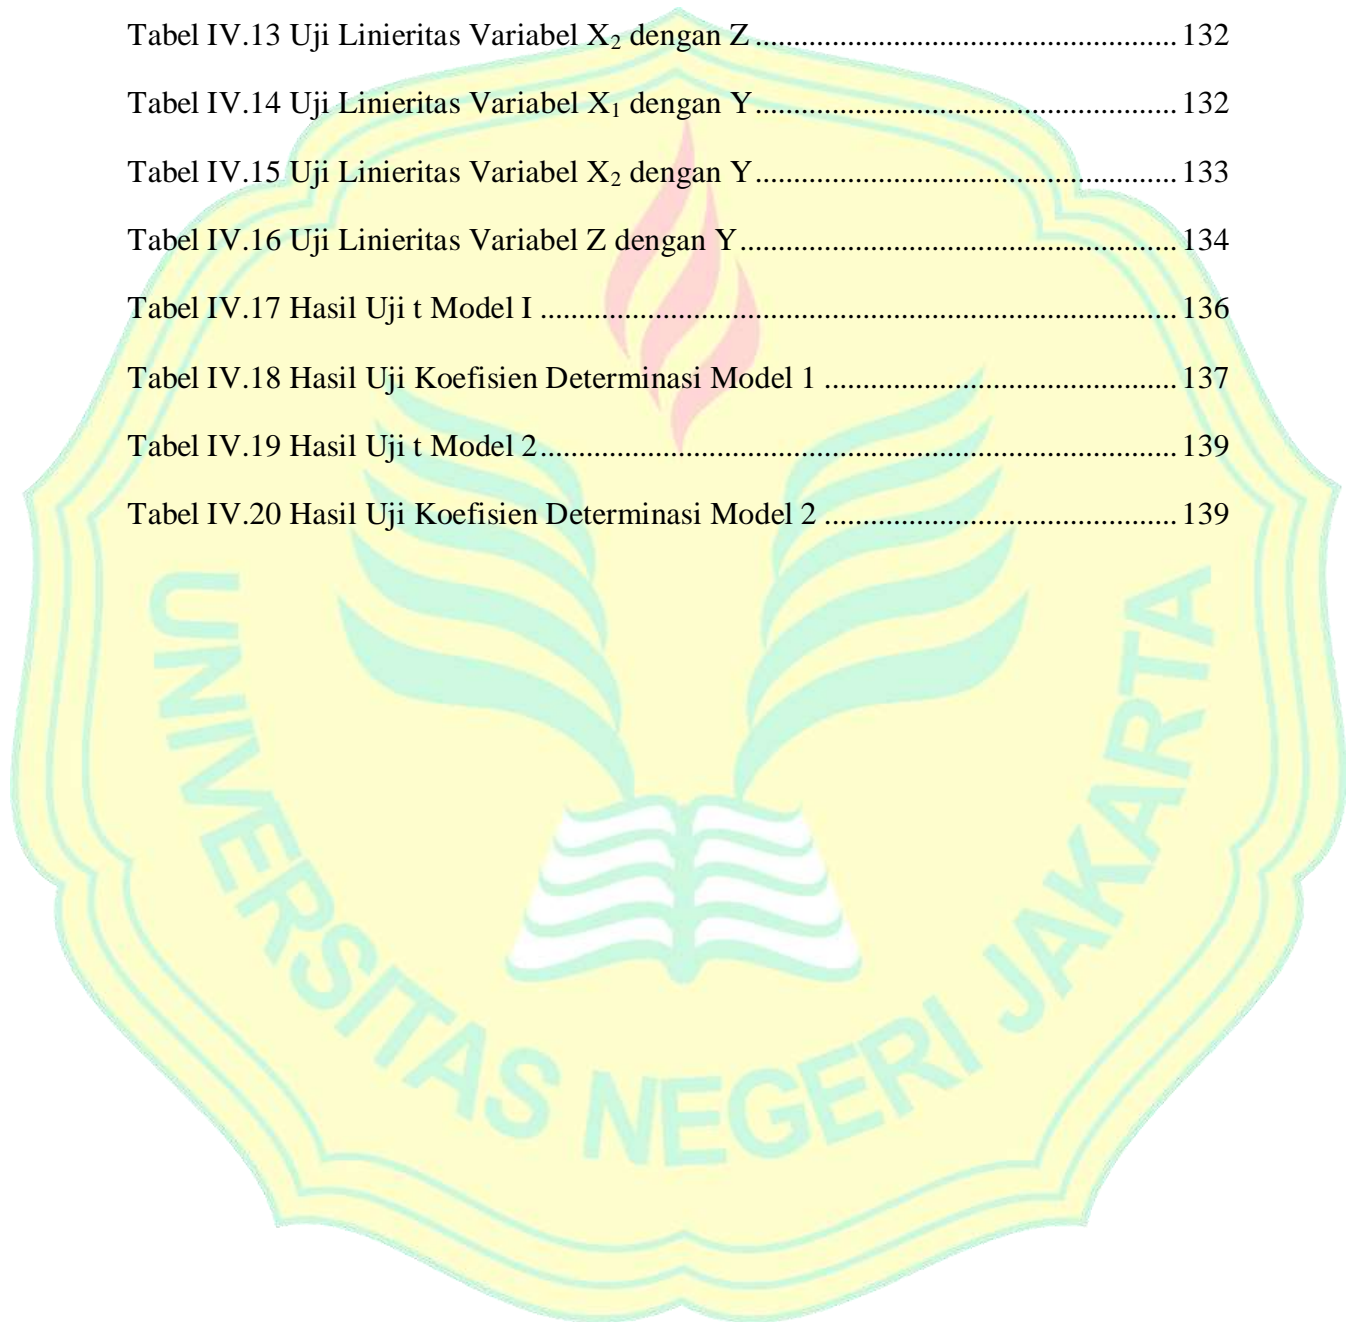 Tabel IV.13 Uji Linieritas Variabel X₂ dengan Z .............................................. 132
Tabel IV.14 Uji Linieritas Variabel X₁ dengan Y .............................................. 132
Tabel IV.15 Uji Linieritas Variabel X₂ dengan Y .............................................. 133
Tabel IV.16 Uji Linieritas Variabel Z dengan Y ............................................... 134
Tabel IV.17 Hasil Uji t Model I ..................................................................... 136
Tabel IV.18 Hasil Uji Koefisien Determinasi Model 1 ...................................... 137
Tabel IV.19 Hasil Uji t Model 2 ..................................................................... 139
Tabel IV.20 Hasil Uji Koefisien Determinasi Model 2 ...................................... 139
UNIVERSITAS NEGERI JAKARTA